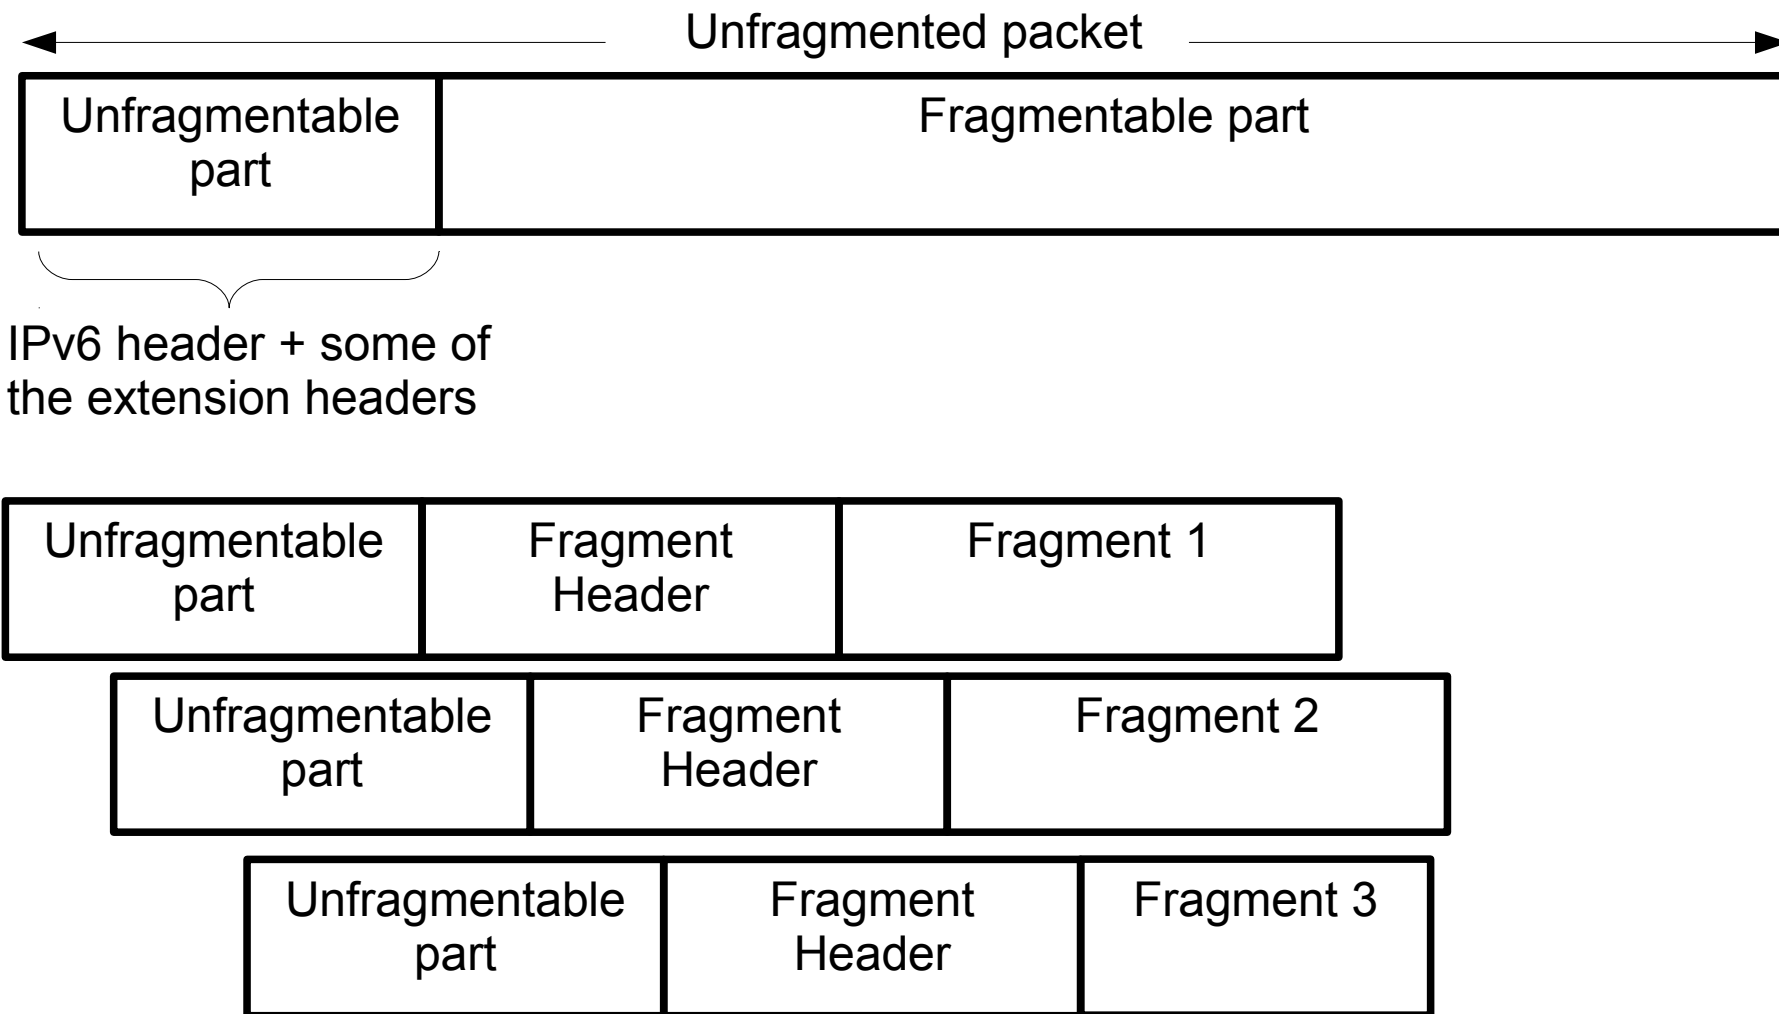 Unfragmented packet
Unfragmentable
part
Fragmentable part
IPv6 header + some of
the extension headers
Unfragmentable
part
Fragment
Header
Fragment 1
Unfragmentable
part
Fragment
Header
Fragment 2
Unfragmentable
part
Fragment
Header
Fragment 3